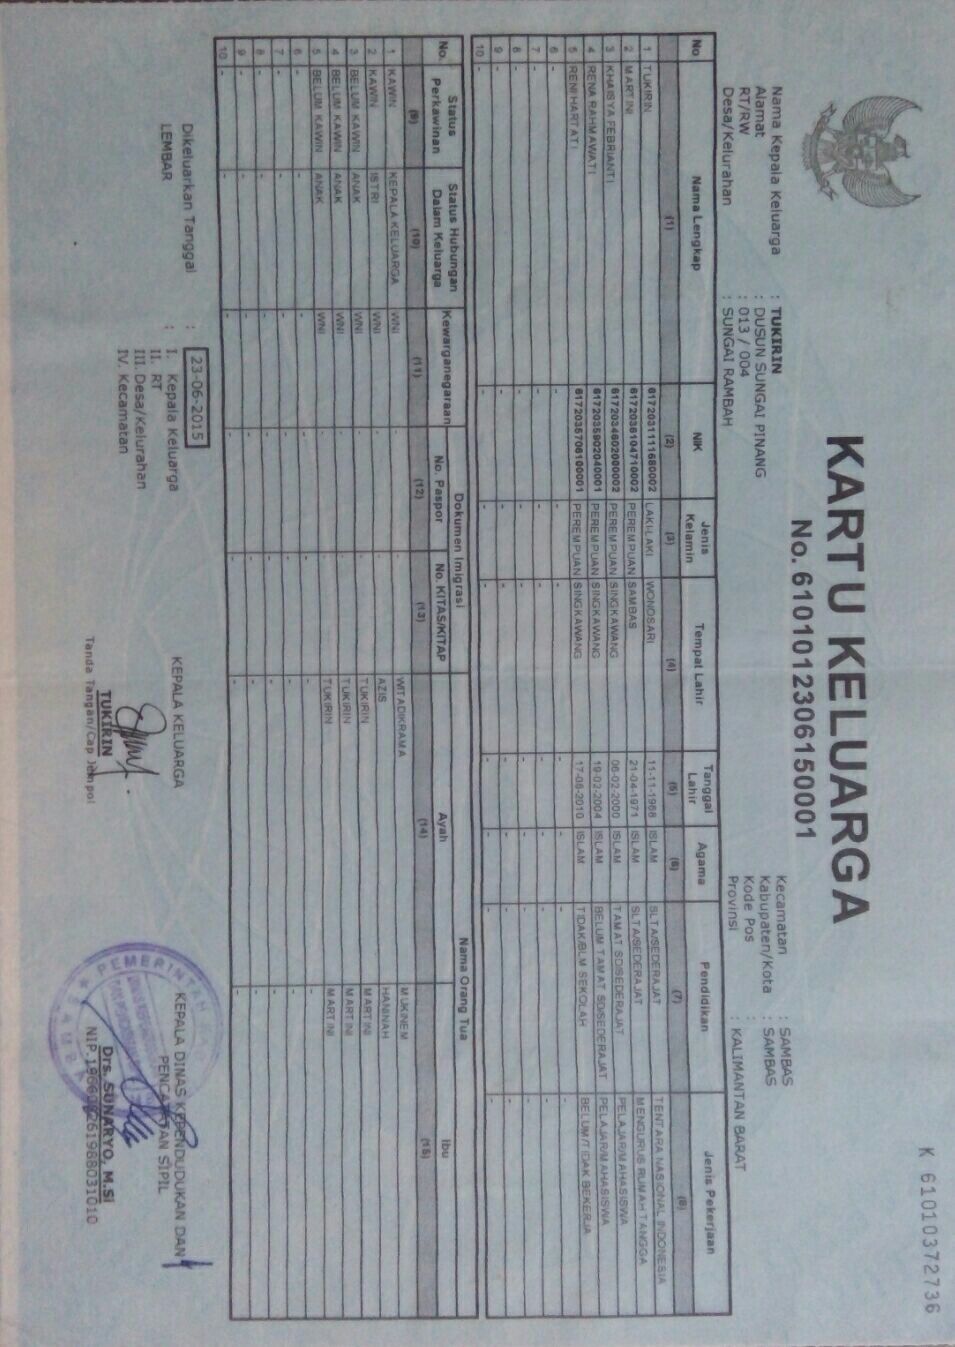 K 61010372736
KARTU KELUARGA
No. 6101012306150001
Nama Kepala Keluarga : TUKIRIN
Alamat : DUSUN SUNGAI PINANG
RT/RW : 013 / 004
Desa/Kelurahan : SUNGAI RAMBAH
Kecamatan : SAMBAS
Kabupaten/Kota : SAMBAS
Kode Pos :
Provinsi : KALIMANTAN BARAT
No Nama Lengkap NIK Jenis Kelamin Tempat Lahir Tanggal Lahir Agama Pendidikan Jenis Pekerjaan
(1) (2) (3) (4) (5) (6) (7) (8)
1 TUKIRIN 6172031111680002 LAKI-LAKI WONOSARI 11-11-1968 ISLAM SLTA/SEDERAJAT TENTARA NASIONAL INDONESIA
2 MARTINI 6172036104710002 PEREMPUAN SAMBAS 21-04-1971 ISLAM SLTA/SEDERAJAT MENGURUS RUMAH TANGGA
3 KHAISYA FEBRIANTI 6172034602000002 PEREMPUAN SINGKAWANG 06-02-2000 ISLAM TAMAT SD/SEDERAJAT PELAJAR/MAHASISWA
4 RENA RAHMAWATI 6172035902040001 PEREMPUAN SINGKAWANG 19-02-2004 ISLAM BELUM TAMAT SD/SEDERAJAT PELAJAR/MAHASISWA
5 RENI HARTATI 6172035706100001 PEREMPUAN SINGKAWANG 17-06-2010 ISLAM TIDAK/BLM SEKOLAH BELUM/TIDAK BEKERJA
6 - - - - - - - -
7 - - - - - - - -
8 - - - - - - - -
9 - - - - - - - -
10 - - - - - - - -
No. Status Perkawinan Status Hubungan Dalam Keluarga Kewarganegaraan Dokumen Imigrasi Nama Orang Tua
No. Paspor No. KITAS/KITAP Ayah Ibu
(9) (10) (11) (12) (13) (14) (15)
1 KAWIN KEPALA KELUARGA WNI - - WITADIKRAMA MUKINEM
2 KAWIN ISTRI WNI - - AZIS HANINAH
3 BELUM KAWIN ANAK WNI - - TUKIRIN MARTINI
4 BELUM KAWIN ANAK WNI - - TUKIRIN MARTINI
5 BELUM KAWIN ANAK WNI - - TUKIRIN MARTINI
6 - - - - - - -
7 - - - - - - -
8 - - - - - - -
9 - - - - - - -
10 - - - - - - -
Dikeluarkan Tanggal : 23-06-2015
LEMBAR : I. Kepala Keluarga
II. RT
III. Desa/Kelurahan
IV. Kecamatan
KEPALA KELUARGA
TUKIRIN
Tanda Tangan/Cap Jempol
KEPALA DINAS KEPENDUDUKAN DAN
PENCATATAN SIPIL
Drs. SUNARYO, M.Si
PEMERINTAH
SAMBAS